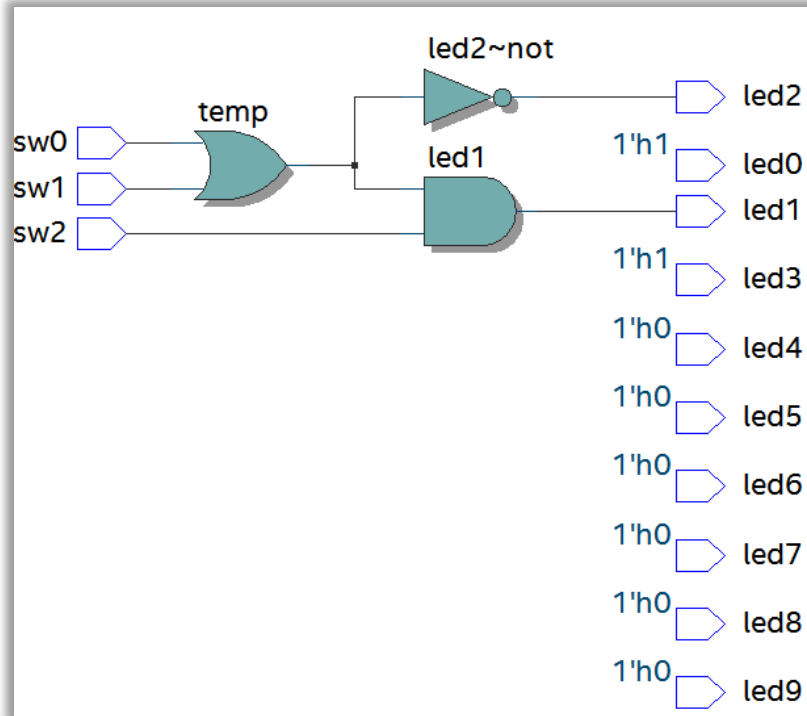 led2~not
led2
temp
sw0
1'h1
led0
led1
sw1
led1
sw2
1'h1
led3
1'h0
led4
1'h0
led5
1'h0
led6
1'h0
led7
1'h0
led8
1'h0
led9